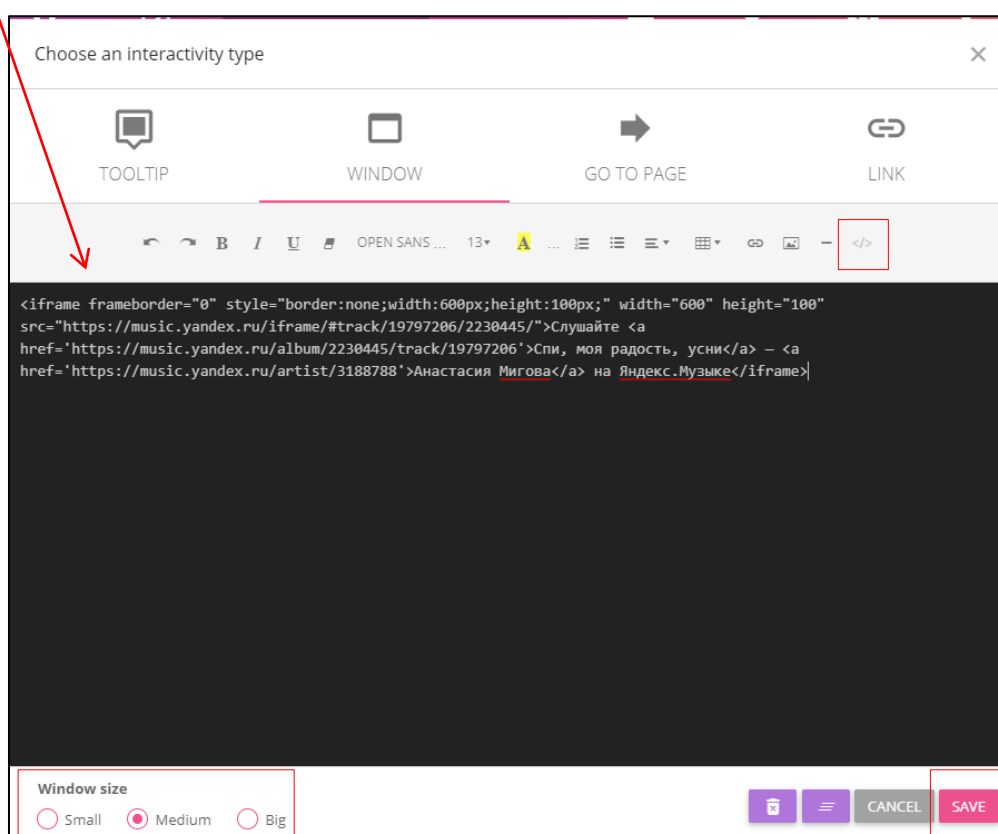 Choose an interactivity type
TOOLTIP WINDOW GO TO PAGE LINK
B I U OPEN SANS ... 13 A ... </>
<iframe frameborder="0" style="border:none;width:600px;height:100px;" width="600" height="100"
src="https://music.yandex.ru/iframe/#track/19797206/2230445/">Слушайте <a
href='https://music.yandex.ru/album/2230445/track/19797206'>Спи, моя радость, усни</a> — <a
href='https://music.yandex.ru/artist/3188788'>Анастасия Мигова</a> на Яндекс.Музыке</iframe>
Window size
Small Medium Big
CANCEL SAVE